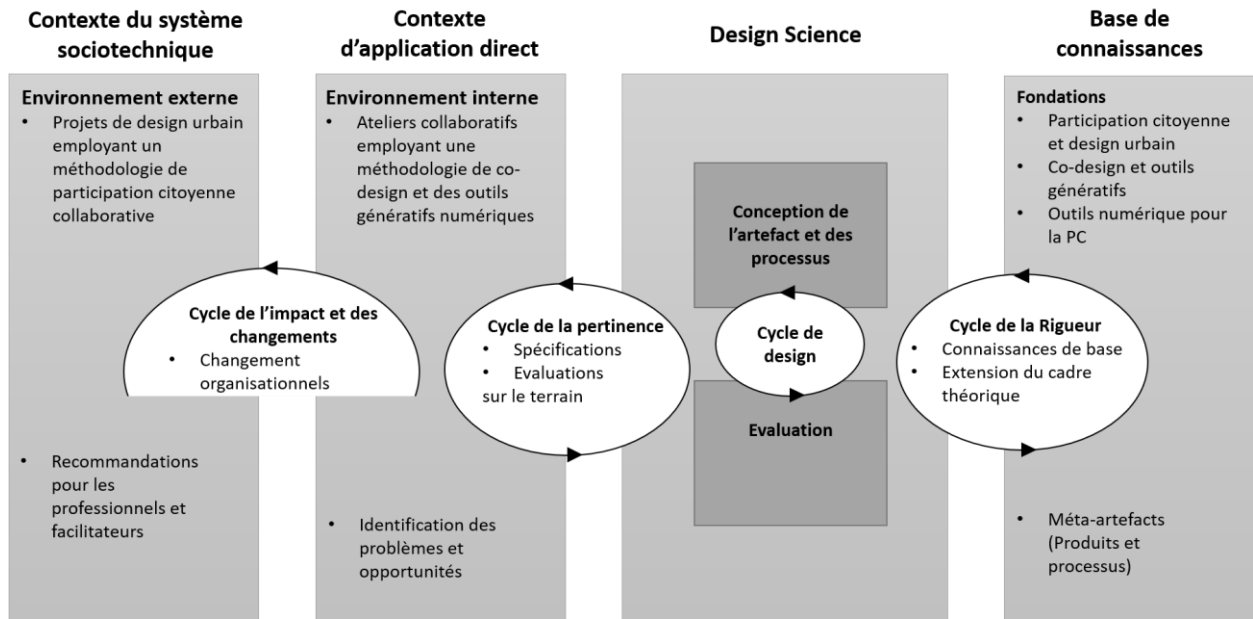 Contexte du système
sociotechnique
Contexte
d'application direct
Design Science
Base de
connaissances
Environnement externe
• Projets de design urbain
employant un
méthodologie de
participation citoyenne
collaborative
Environnement interne
• Ateliers collaboratifs
employant une
méthodologie de co-
design et des outils
génératifs numériques
Conception de
l'artefact et des
processus
Fondations
• Participation citoyenne
et design urbain
• Co-design et outils
génératifs
• Outils numérique pour
la PC
Cycle de l'impact et des
changements
• Changement
organisationnels
Cycle de la pertinence
• Spécifications
• Evaluations
sur le terrain
Cycle de
design
Cycle de la Rigueur
• Connaissances de base
• Extension du cadre
théorique
Evaluation
• Recommandations
pour les
professionnels et
facilitateurs
• Identification des
problèmes et
opportunités
• Méta-artefacts
(Produits et
processus)